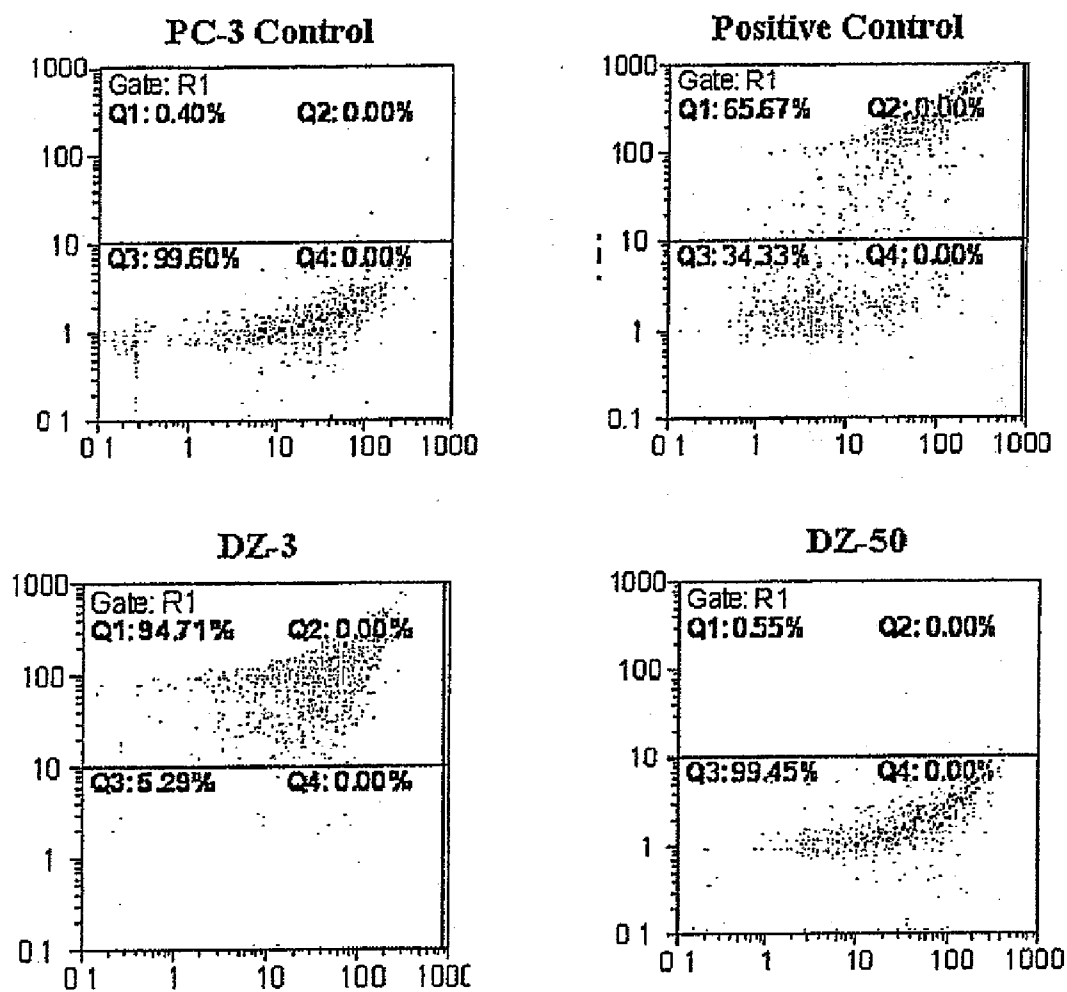 PC-3 Control
1000
Gate: R1
Q1: 0.40% Q2: 0.00%
100
10
Q3: 99.60% Q4: 0.00%
1
0.1
0.1 1 10 100 1000
Positive Control
1000
Gate: R1
Q1: 65.67% Q2: 0.00%
100
10
Q3: 34.33% Q4: 0.00%
1
0.1
0.1 1 10 100 1000
DZ-3
1000
Gate: R1
Q1: 94.71% Q2: 0.00%
100
10
Q3: 5.29% Q4: 0.00%
1
0.1
0.1 1 10 100 1000
DZ-50
1000
Gate: R1
Q1: 0.55% Q2: 0.00%
100
10
Q3: 99.45% Q4: 0.00%
1
0.1
0.1 1 10 100 1000